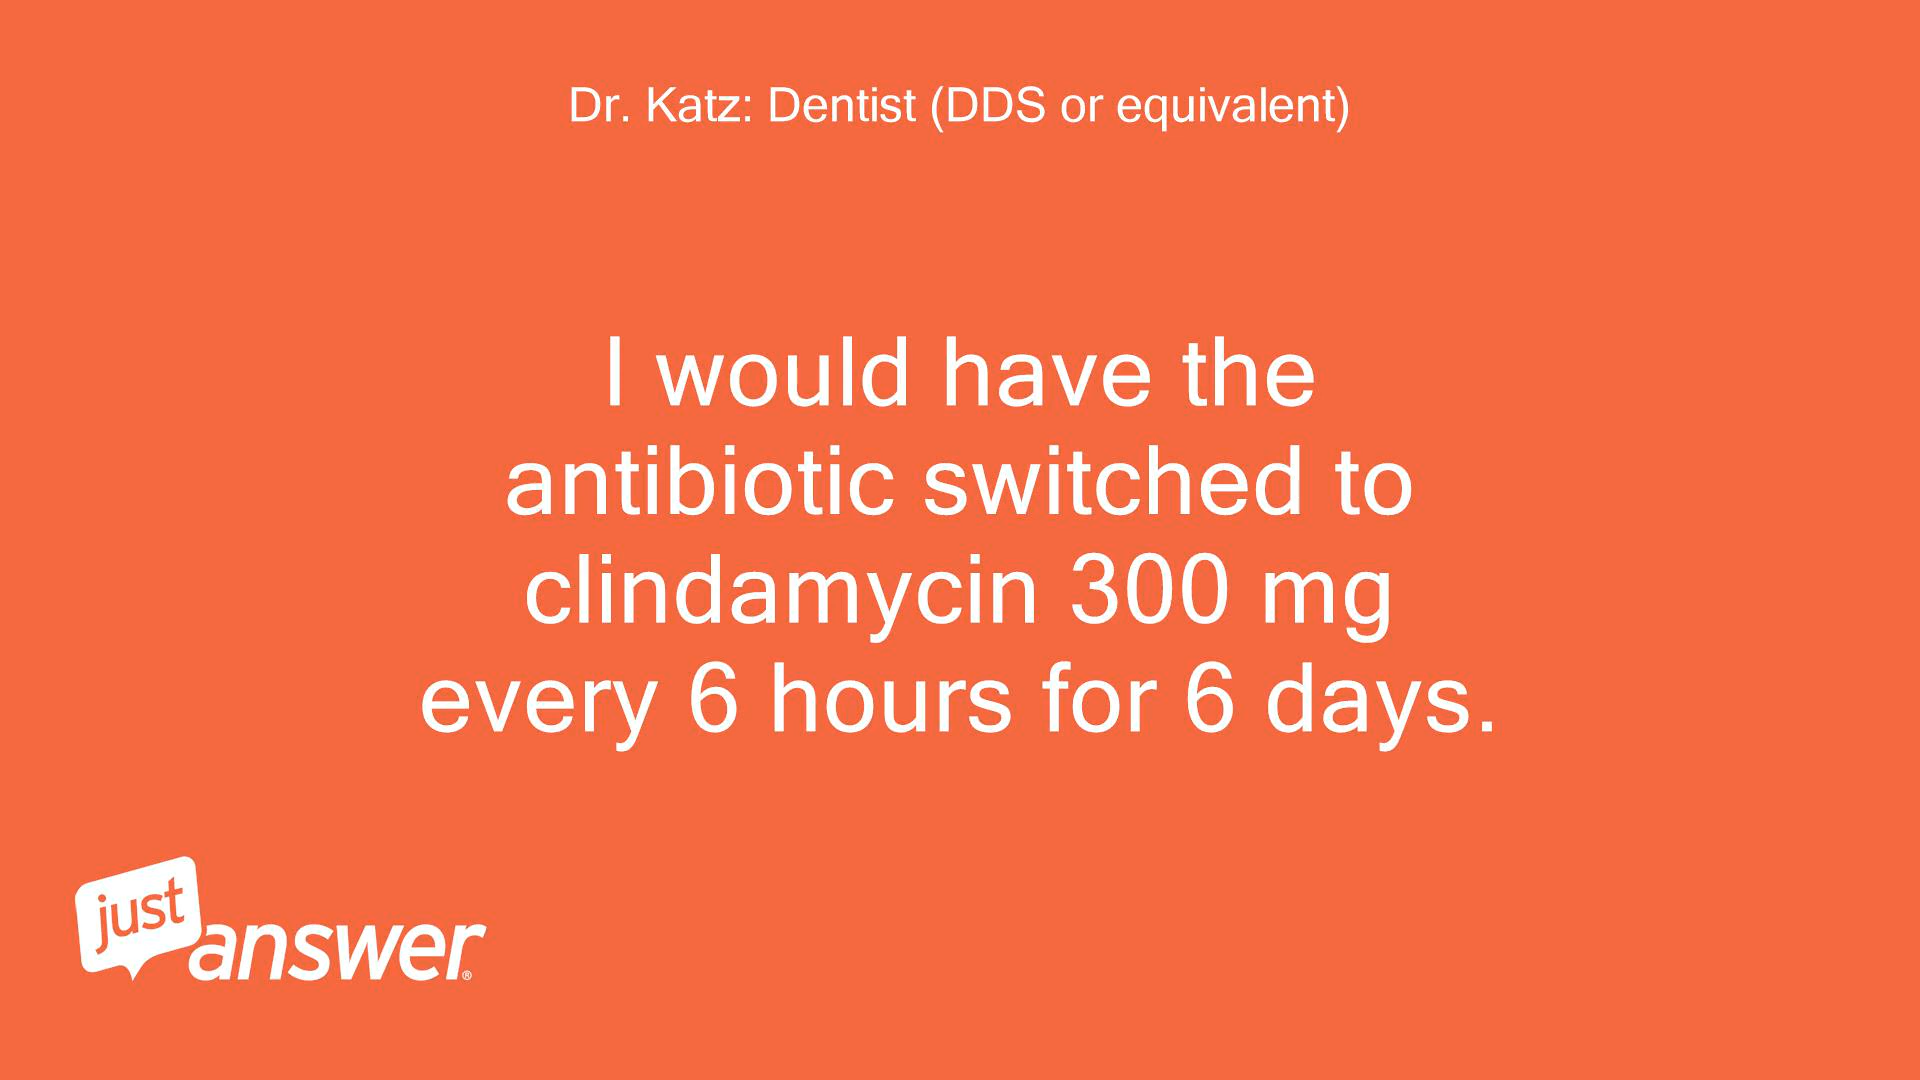 Dr. Katz: Dentist (DDS or equivalent)
I would have the
antibiotic switched to
clindamycin 300 mg
every 6 hours for 6 days.
just
answer®